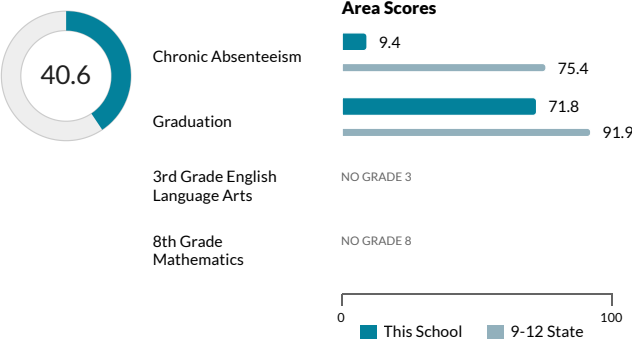 Area Scores
40.6
Chronic Absenteeism
9.4
75.4
Graduation
71.8
91.9
3rd Grade English
Language Arts
NO GRADE 3
8th Grade
Mathematics
NO GRADE 8
0
100
This School
9-12 State